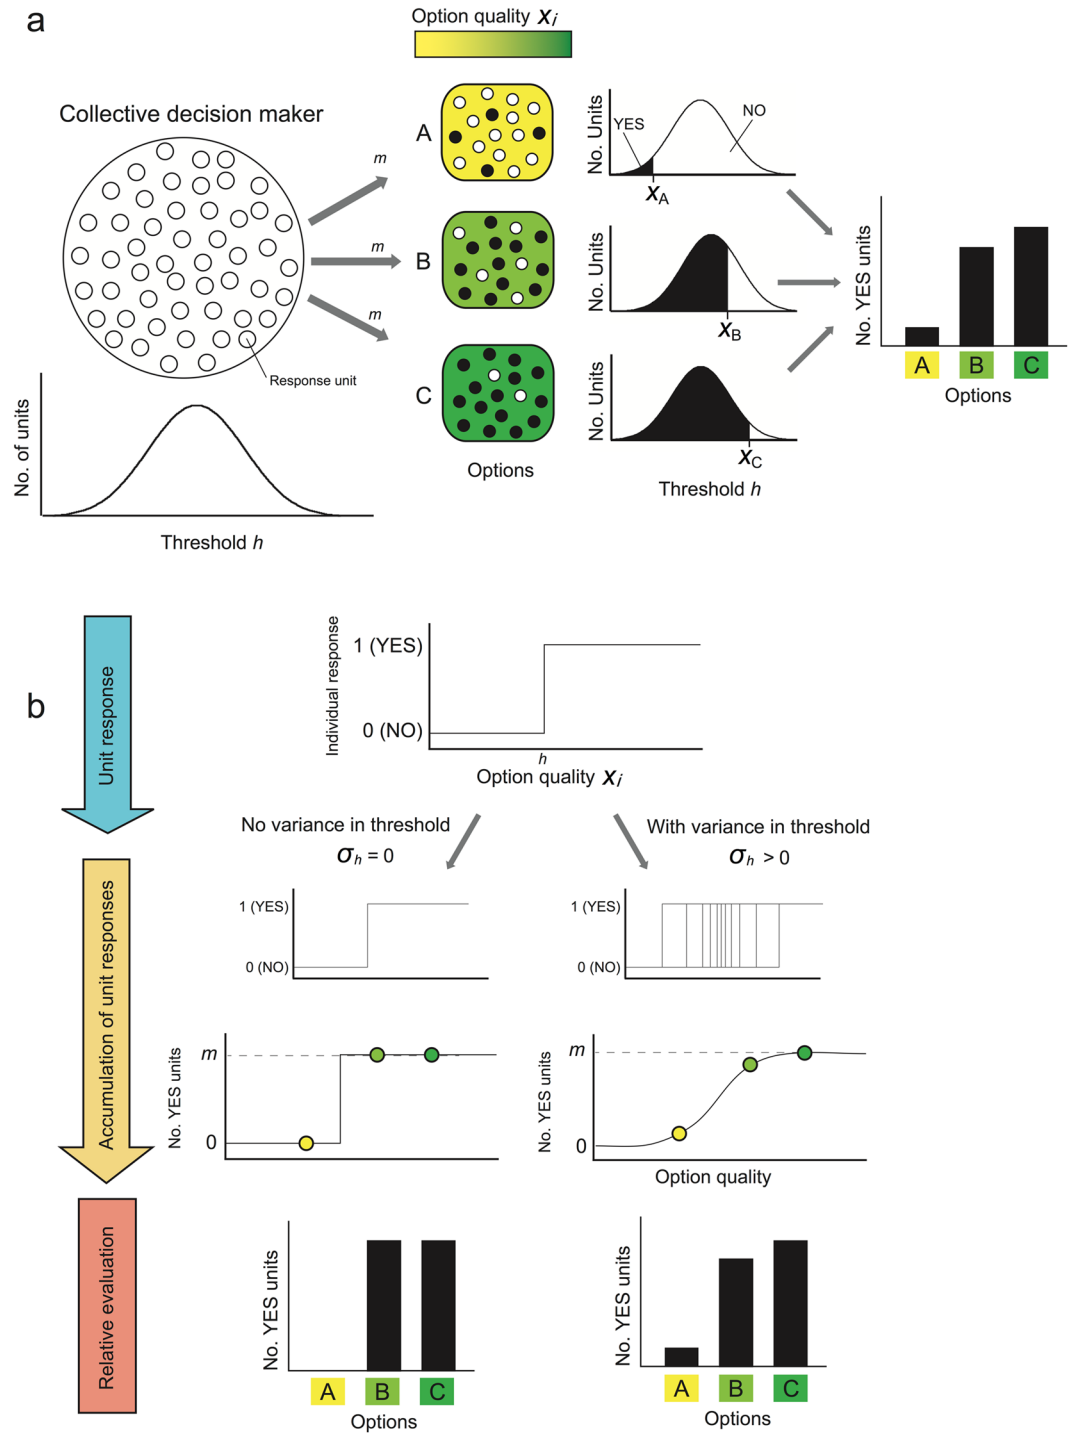 a
Option quality xᵢ
Collective decision maker
m
m
m
Response unit
No. of units
Threshold h
A
B
C
Options
No. Units
YES
NO
xA
No. Units
xB
No. Units
xC
Threshold h
No. YES units
A B C
Options
b
Unit response
Accumulation of unit responses
Relative evaluation
Individual response
1 (YES)
0 (NO)
h
Option quality xᵢ
No variance in threshold
σh = 0
With variance in threshold
σh > 0
1 (YES)
0 (NO)
1 (YES)
0 (NO)
No. YES units
m
0
No. YES units
m
0
Option quality
No. YES units
A B C
Options
No. YES units
A B C
Options